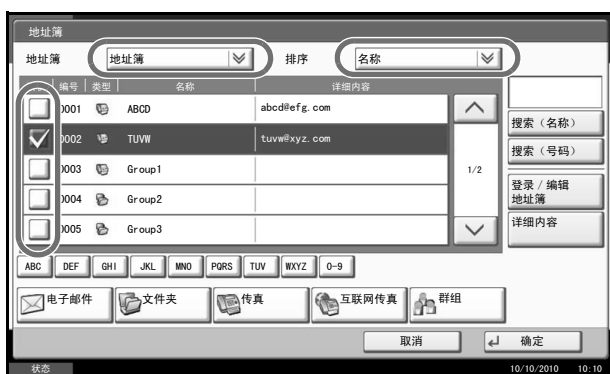 地址簿
地址簿 地址簿 排序 名称
编号 类型 名称 详细内容
0001 ABCD abcd@efg.com
0002 TUVW tuvw@xyz.com
0003 Group1
0004 Group2
0005 Group3
1/2
搜索（名称）
搜索（号码）
登录 / 编辑
地址簿
详细内容
ABC DEF GHI JKL MNO PQRS TUV WXYZ 0-9
电子邮件 文件夹 传真 互联网传真 群组
取消 确定
状态 10/10/2010 10:10